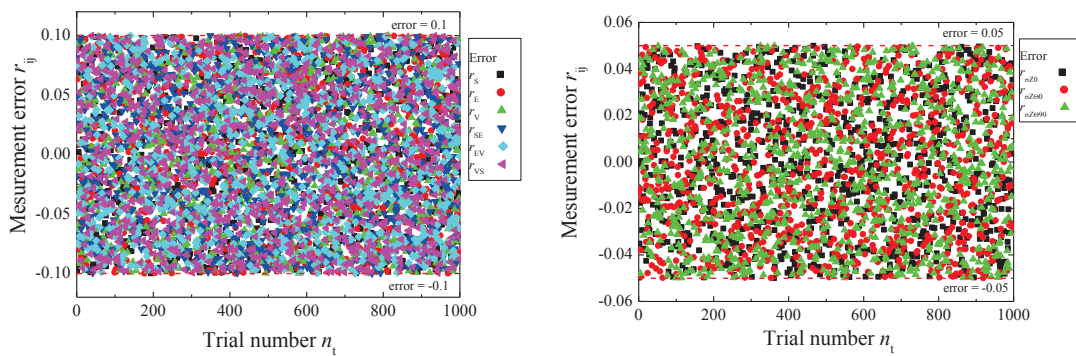 error = 0.1
0.10
0.05
0.00
-0.05
-0.10
Mesurement error r_ij
error = -0.1
0 200 400 600 800 1000
Trial number n_t
Error
r_S
r_E
r_V
r_SE
r_EV
r_VS
0.06
0.04
0.02
0.00
-0.02
-0.04
-0.06
Mesurement error r_ij
error = 0.05
error = -0.05
0 200 400 600 800 1000
Trial number n_t
Error
r_σZ0
r_σZΘ0
r_σZΘ90